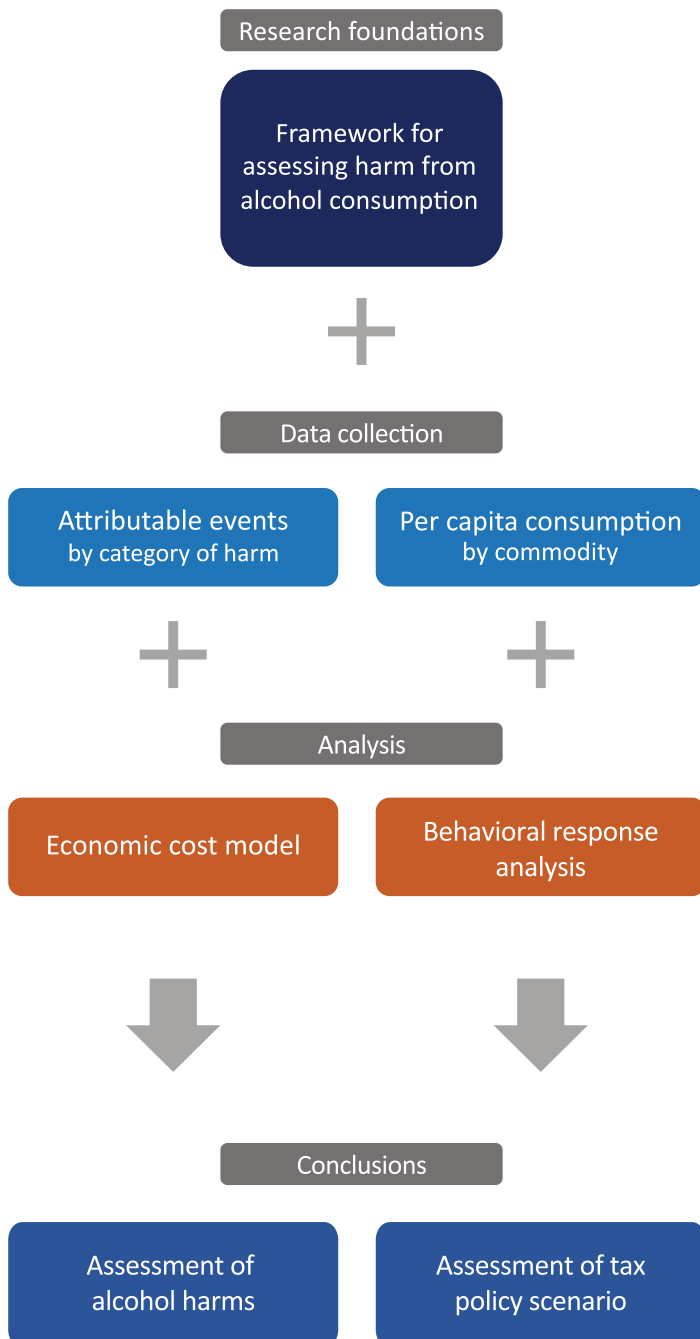 Research foundations
Framework for
assessing harm from
alcohol consumption
Data collection
Attributable events
by category of harm
Per capita consumption
by commodity
Analysis
Economic cost model
Behavioral response
analysis
Conclusions
Assessment of
alcohol harms
Assessment of tax
policy scenario